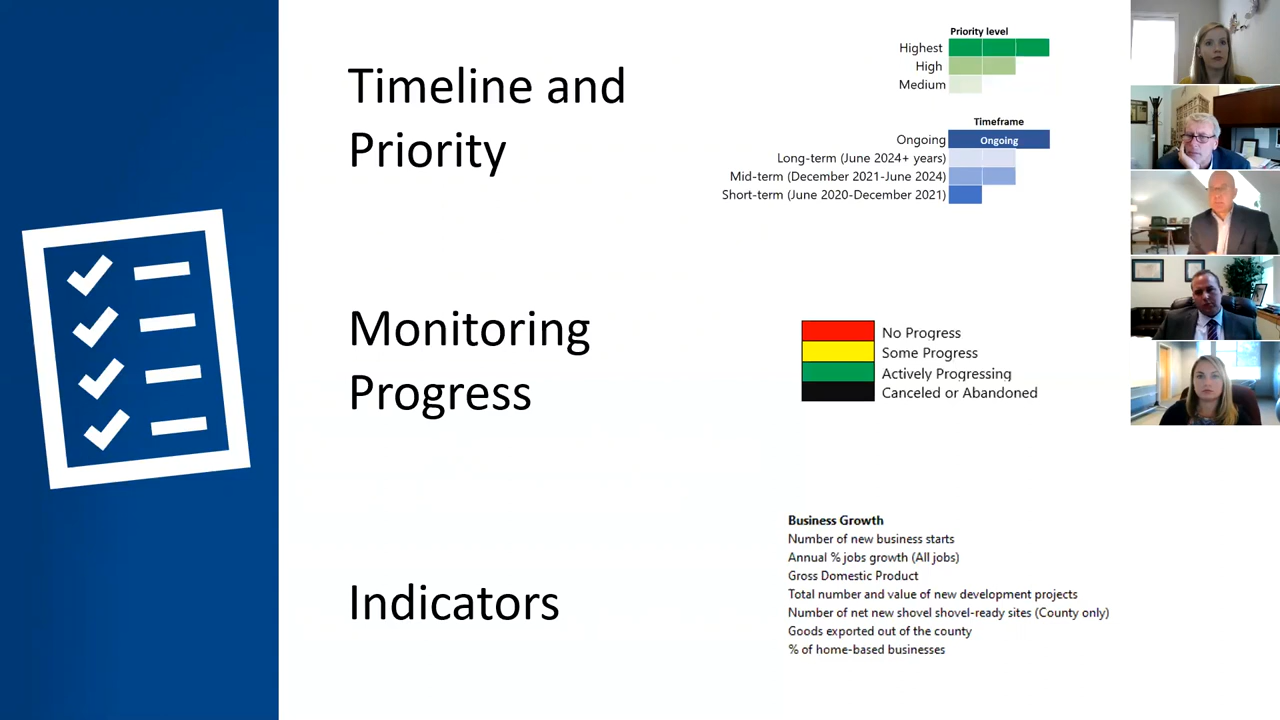 Timeline and
Priority
Priority level
Highest
High
Medium
Timeframe
Ongoing Ongoing
Long-term (June 2024+ years)
Mid-term (December 2021-June 2024)
Short-term (June 2020-December 2021)
Monitoring
Progress
No Progress
Some Progress
Actively Progressing
Canceled or Abandoned
Indicators
Business Growth
Number of new business starts
Annual % jobs growth (All jobs)
Gross Domestic Product
Total number and value of new development projects
Number of net new shovel shovel-ready sites (County only)
Goods exported out of the county
% of home-based businesses